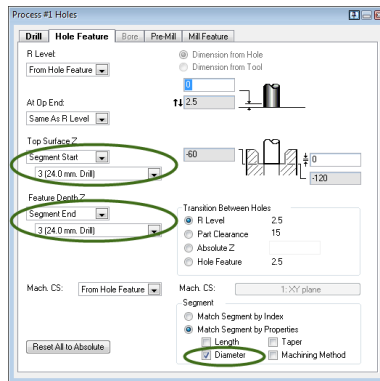 Process #1 Holes
Drill Hole Feature Bore Pre-Mill Mill Feature
R Level:
From Hole Feature
Dimension from Hole
Dimension from Tool
0
At Op End:
Same As R Level
2.5
Top Surface Z
Segment Start
3 (24.0 mm. Drill)
-60
0
-120
Feature Depth Z
Segment End
3 (24.0 mm. Drill)
Transition Between Holes
R Level 2.5
Part Clearance 15
Absolute Z
Hole Feature 2.5
Mach. CS: From Hole Feature
Mach. CS: 1: XY plane
Segment
Match Segment by Index
Match Segment by Properties
Length Taper
Diameter Machining Method
Reset All to Absolute